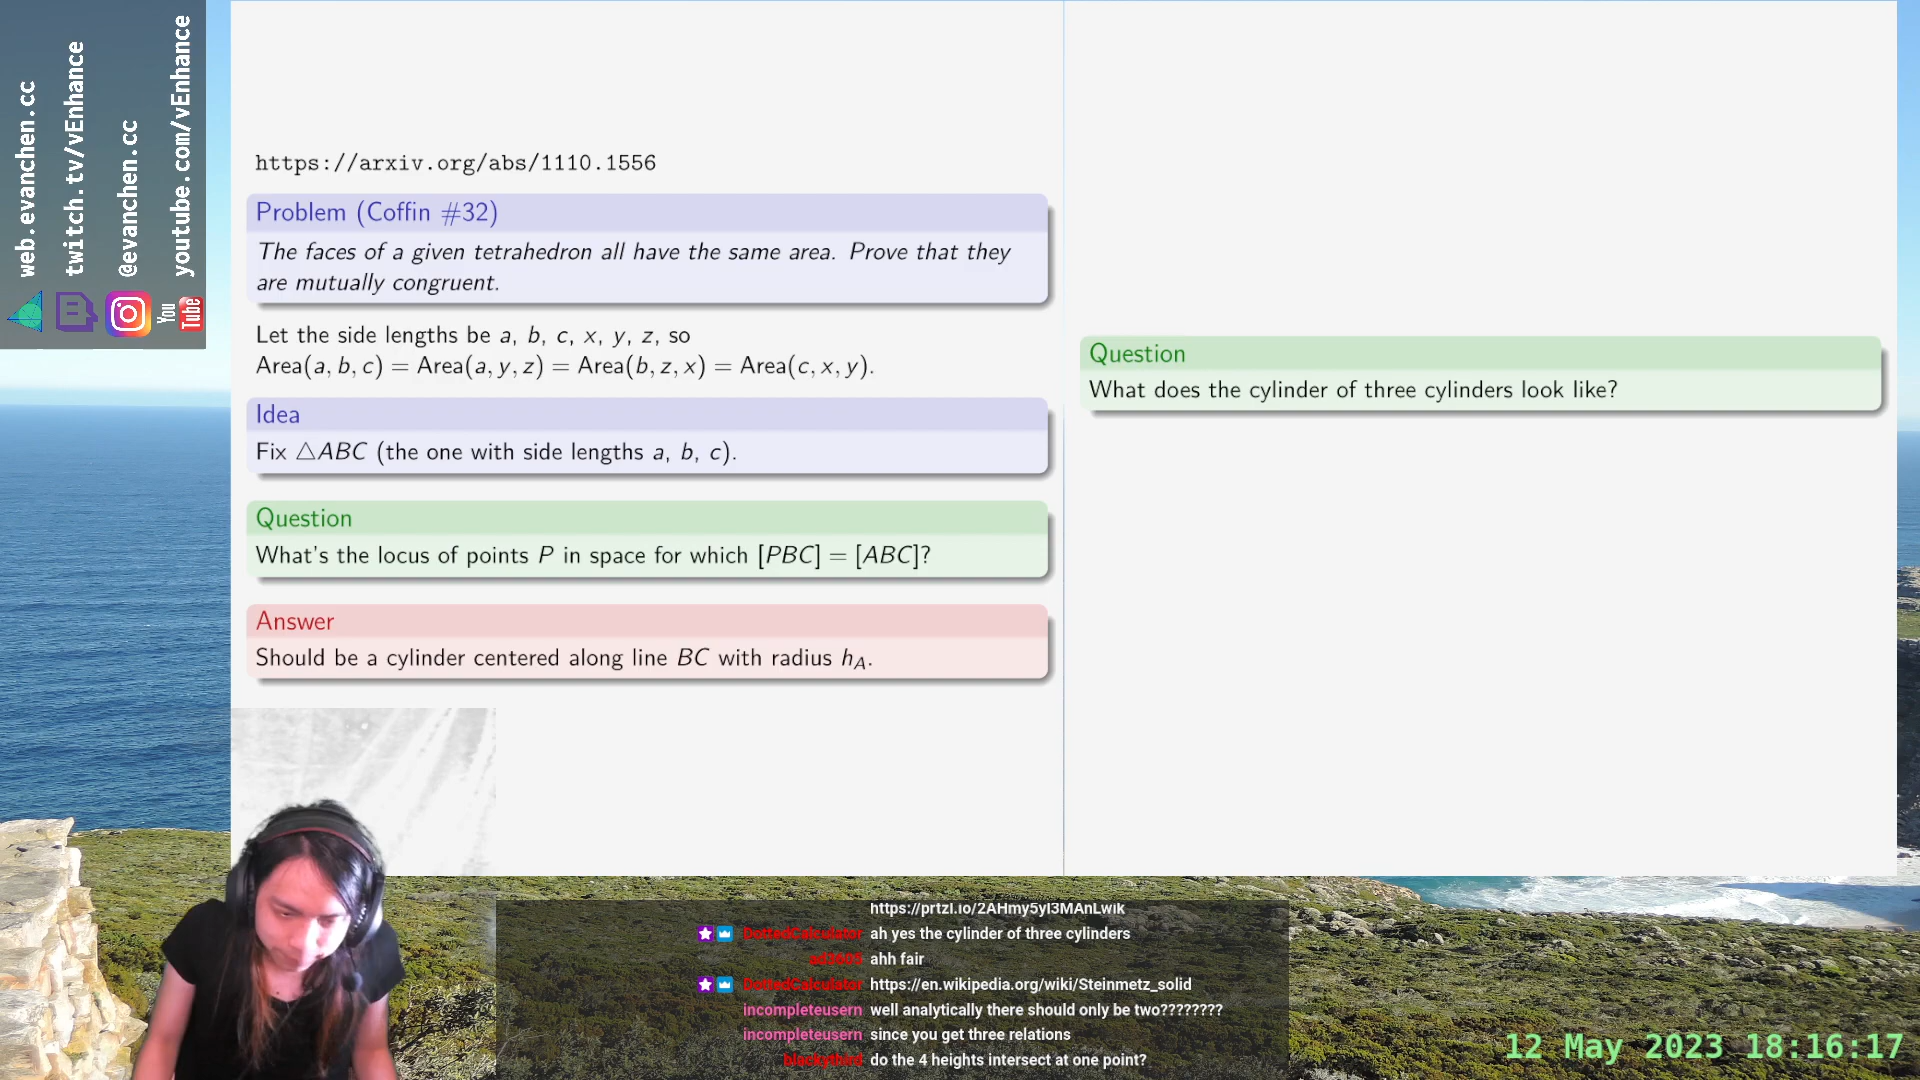 web.evanchen.cc
twitch.tv/vEnhance
@evanchen.cc
youtube.com/vEnhance
You
Tube
https://arxiv.org/abs/1110.1556
Problem (Coffin #32)
The faces of a given tetrahedron all have the same area. Prove that they
are mutually congruent.
Let the side lengths be a, b, c, x, y, z, so
Area(a, b, c) = Area(a, y, z) = Area(b, z, x) = Area(c, x, y).
Idea
Fix △ABC (the one with side lengths a, b, c).
Question
What's the locus of points P in space for which [PBC] = [ABC]?
Answer
Should be a cylinder centered along line BC with radius h_A.
Question
What does the cylinder of three cylinders look like?
DottedCalculator ah yes the cylinder of three cylinders
ad3605 ahh fair
DottedCalculator https://en.wikipedia.org/wiki/Steinmetz_solid
incompleteusern well analytically there should only be two????????
incompleteusern since you get three relations
do the 4 heights intersect at one point?
12 May 2023 18:16:17